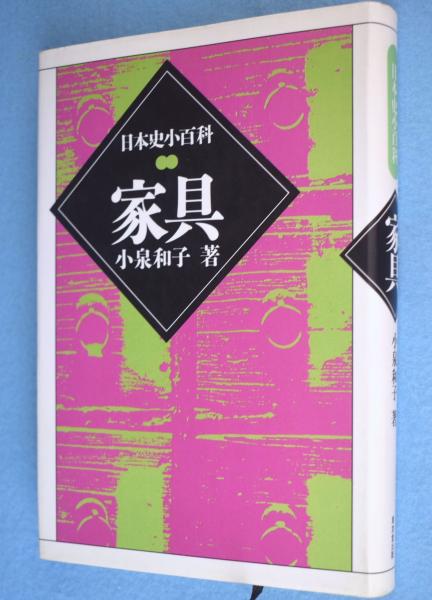 日本史小百科
家具
小泉和子 著
日本史小百科
家具
小泉和子 著